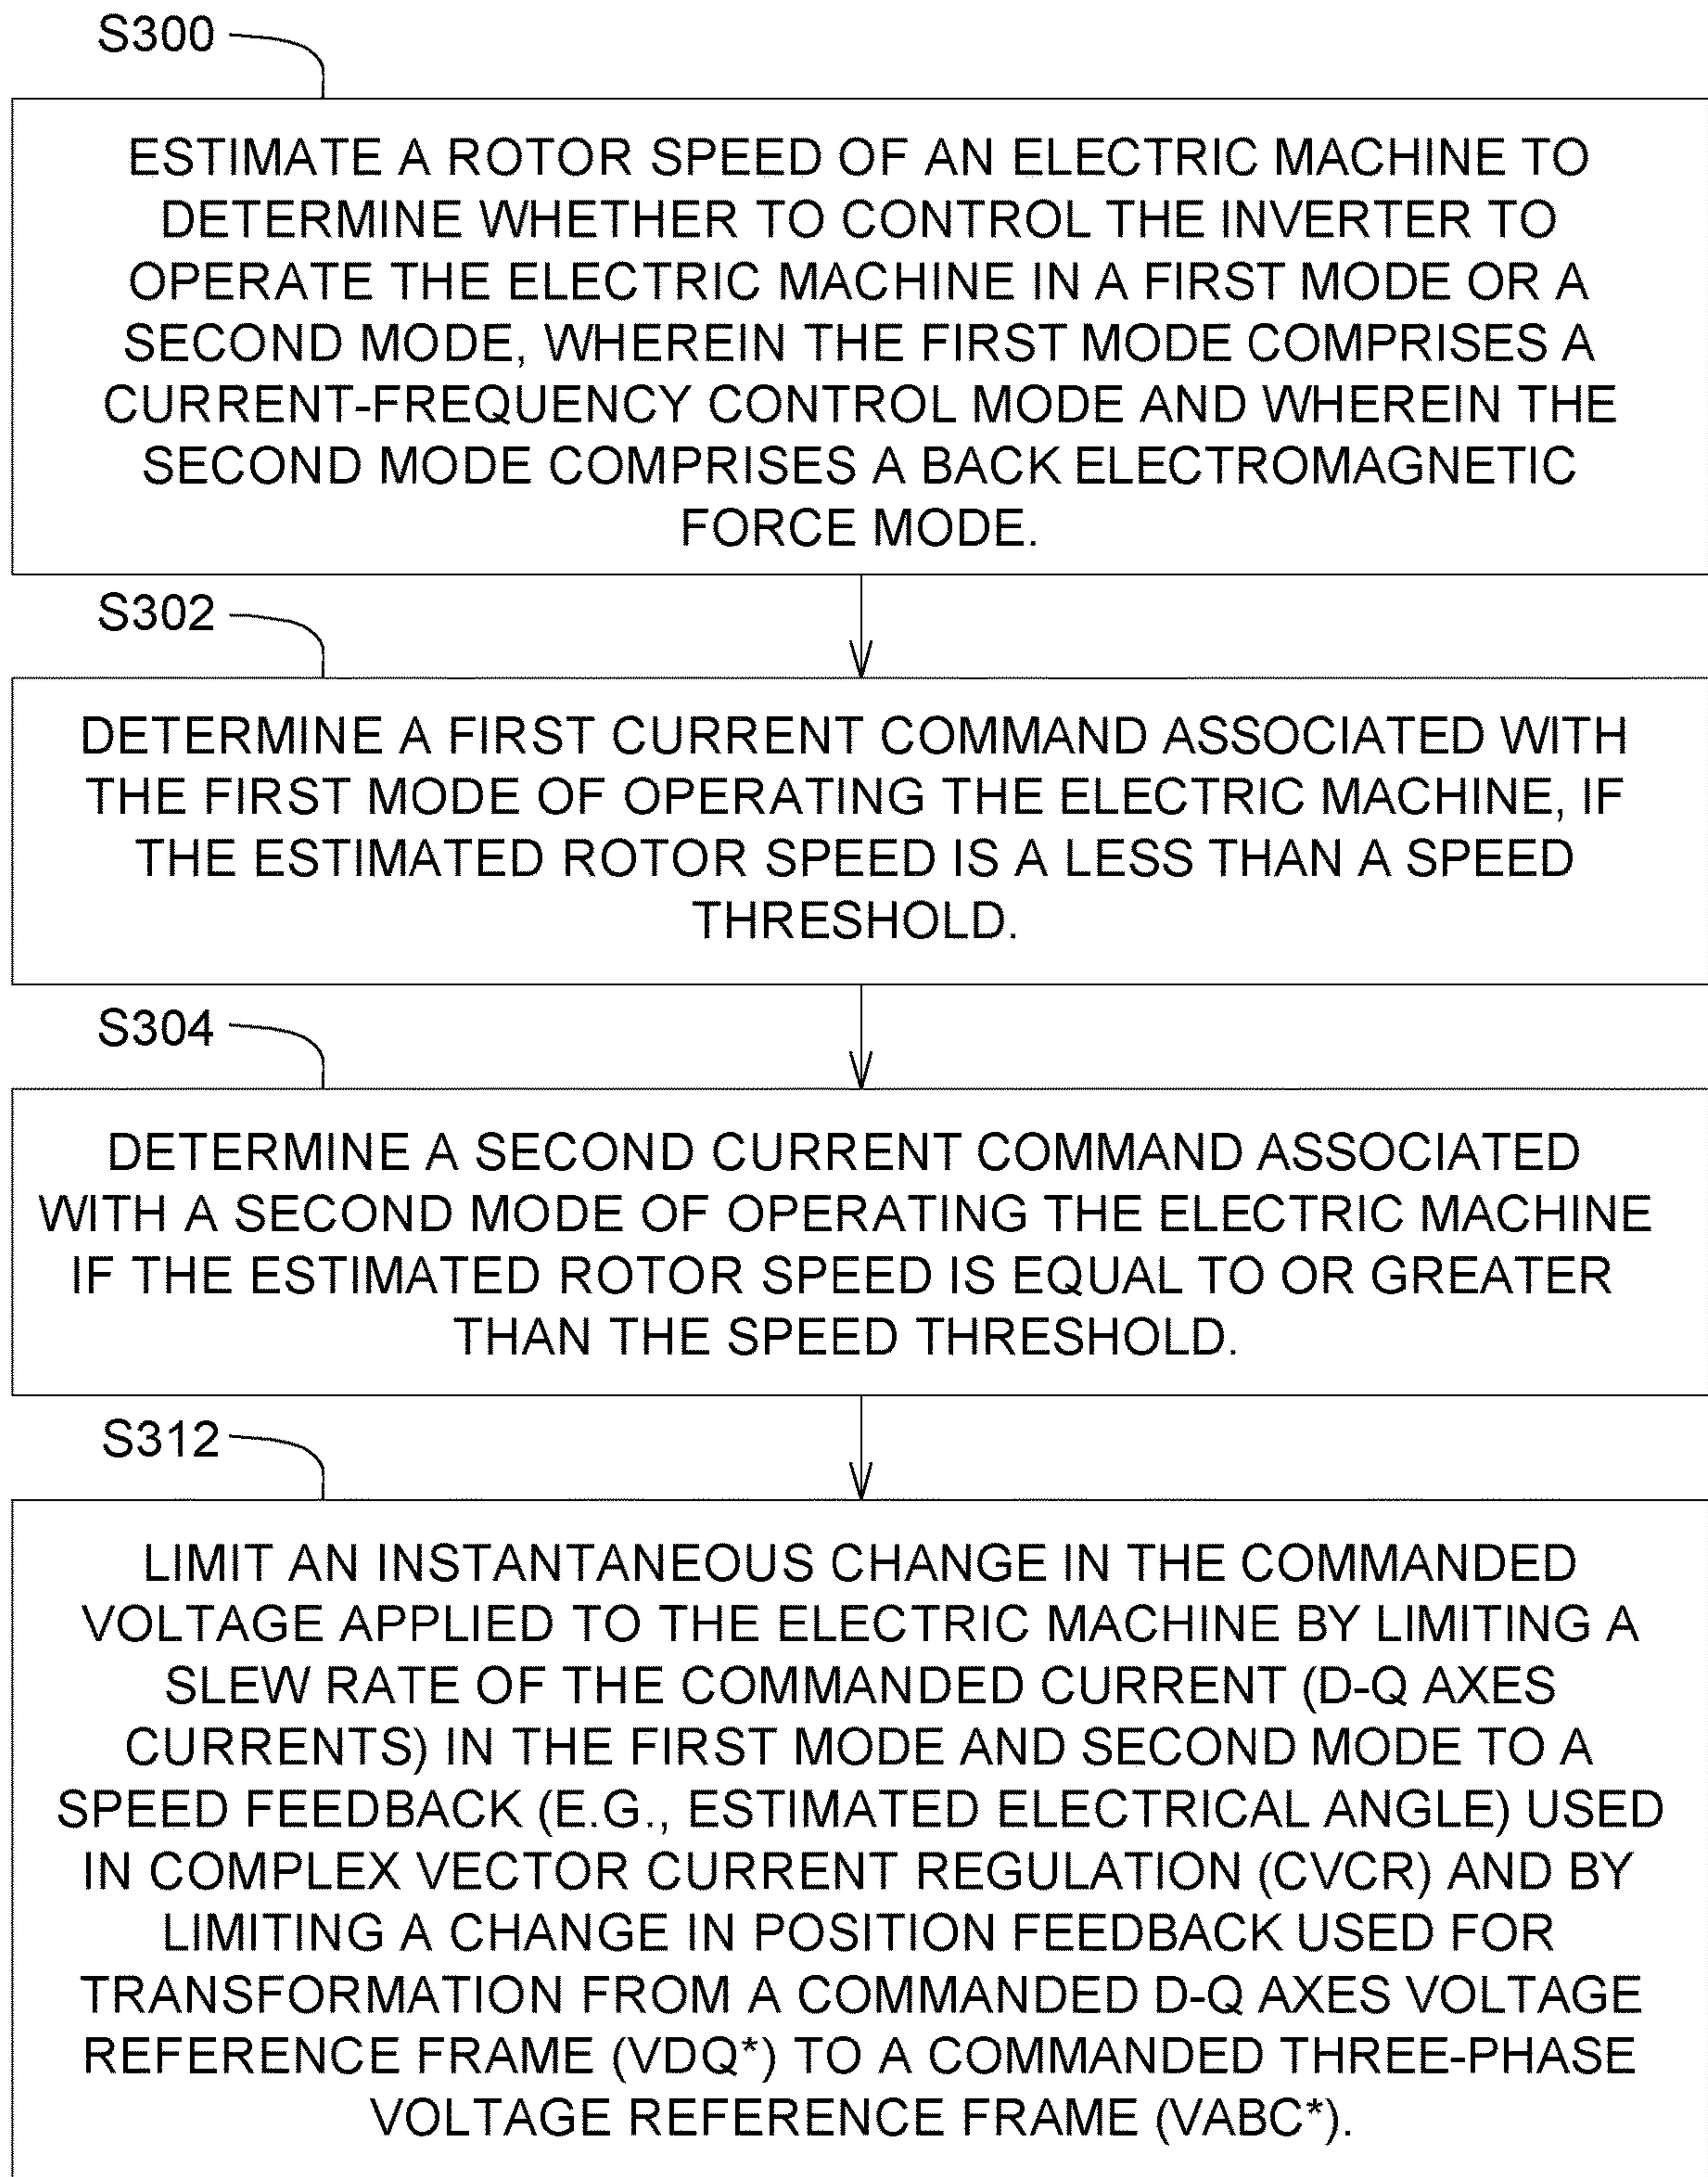 S300
ESTIMATE A ROTOR SPEED OF AN ELECTRIC MACHINE TO
DETERMINE WHETHER TO CONTROL THE INVERTER TO
OPERATE THE ELECTRIC MACHINE IN A FIRST MODE OR A
SECOND MODE, WHEREIN THE FIRST MODE COMPRISES A
CURRENT-FREQUENCY CONTROL MODE AND WHEREIN THE
SECOND MODE COMPRISES A BACK ELECTROMAGNETIC
FORCE MODE.
S302
DETERMINE A FIRST CURRENT COMMAND ASSOCIATED WITH
THE FIRST MODE OF OPERATING THE ELECTRIC MACHINE, IF
THE ESTIMATED ROTOR SPEED IS A LESS THAN A SPEED
THRESHOLD.
S304
DETERMINE A SECOND CURRENT COMMAND ASSOCIATED
WITH A SECOND MODE OF OPERATING THE ELECTRIC MACHINE
IF THE ESTIMATED ROTOR SPEED IS EQUAL TO OR GREATER
THAN THE SPEED THRESHOLD.
S312
LIMIT AN INSTANTANEOUS CHANGE IN THE COMMANDED
VOLTAGE APPLIED TO THE ELECTRIC MACHINE BY LIMITING A
SLEW RATE OF THE COMMANDED CURRENT (D-Q AXES
CURRENTS) IN THE FIRST MODE AND SECOND MODE TO A
SPEED FEEDBACK (E.G., ESTIMATED ELECTRICAL ANGLE) USED
IN COMPLEX VECTOR CURRENT REGULATION (CVCR) AND BY
LIMITING A CHANGE IN POSITION FEEDBACK USED FOR
TRANSFORMATION FROM A COMMANDED D-Q AXES VOLTAGE
REFERENCE FRAME (VDQ*) TO A COMMANDED THREE-PHASE
VOLTAGE REFERENCE FRAME (VABC*).